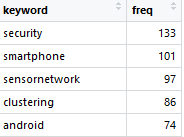 keyword freq
security 133
smartphone 101
sensornetwork 97
clustering 86
android 74